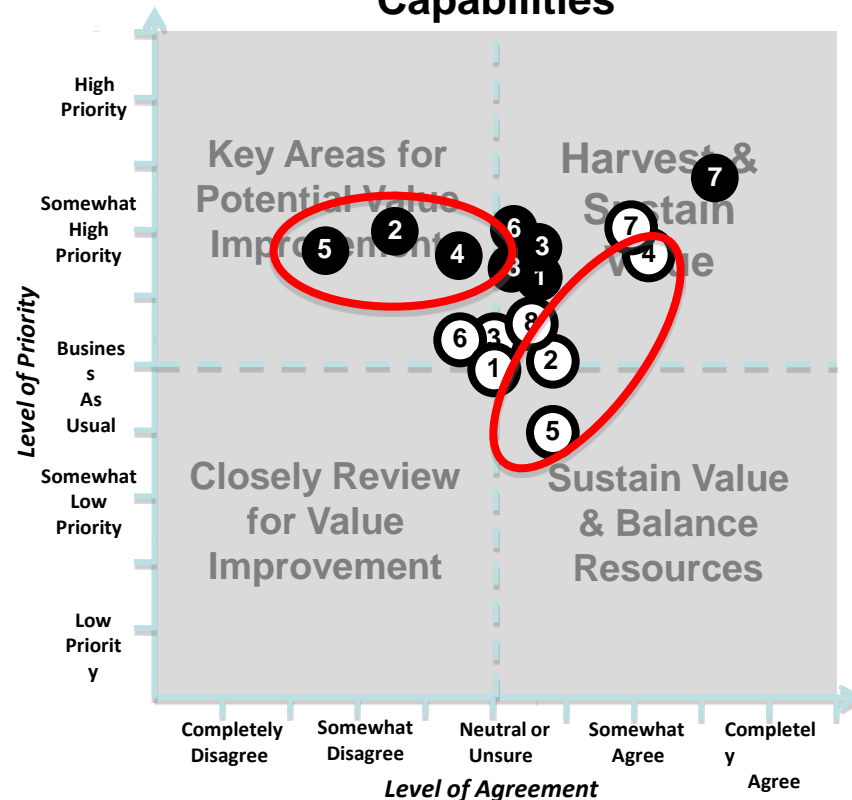 Capabilities
High
Priority
Somewhat
High
Priority
Busines
s
As
Usual
Somewhat
Low
Priority
Low
Priorit
y
Level of Priority
Key Areas for
Potential Value
Improvement
Harvest &
Sustain
Value
7
5
2
4
6
3
1
7
4
6
3
8
1
2
5
Closely Review
for Value
Improvement
Sustain Value
& Balance
Resources
Completely
Disagree
Somewhat
Disagree
Neutral or
Unsure
Somewhat
Agree
Completel
y
Agree
Level of Agreement